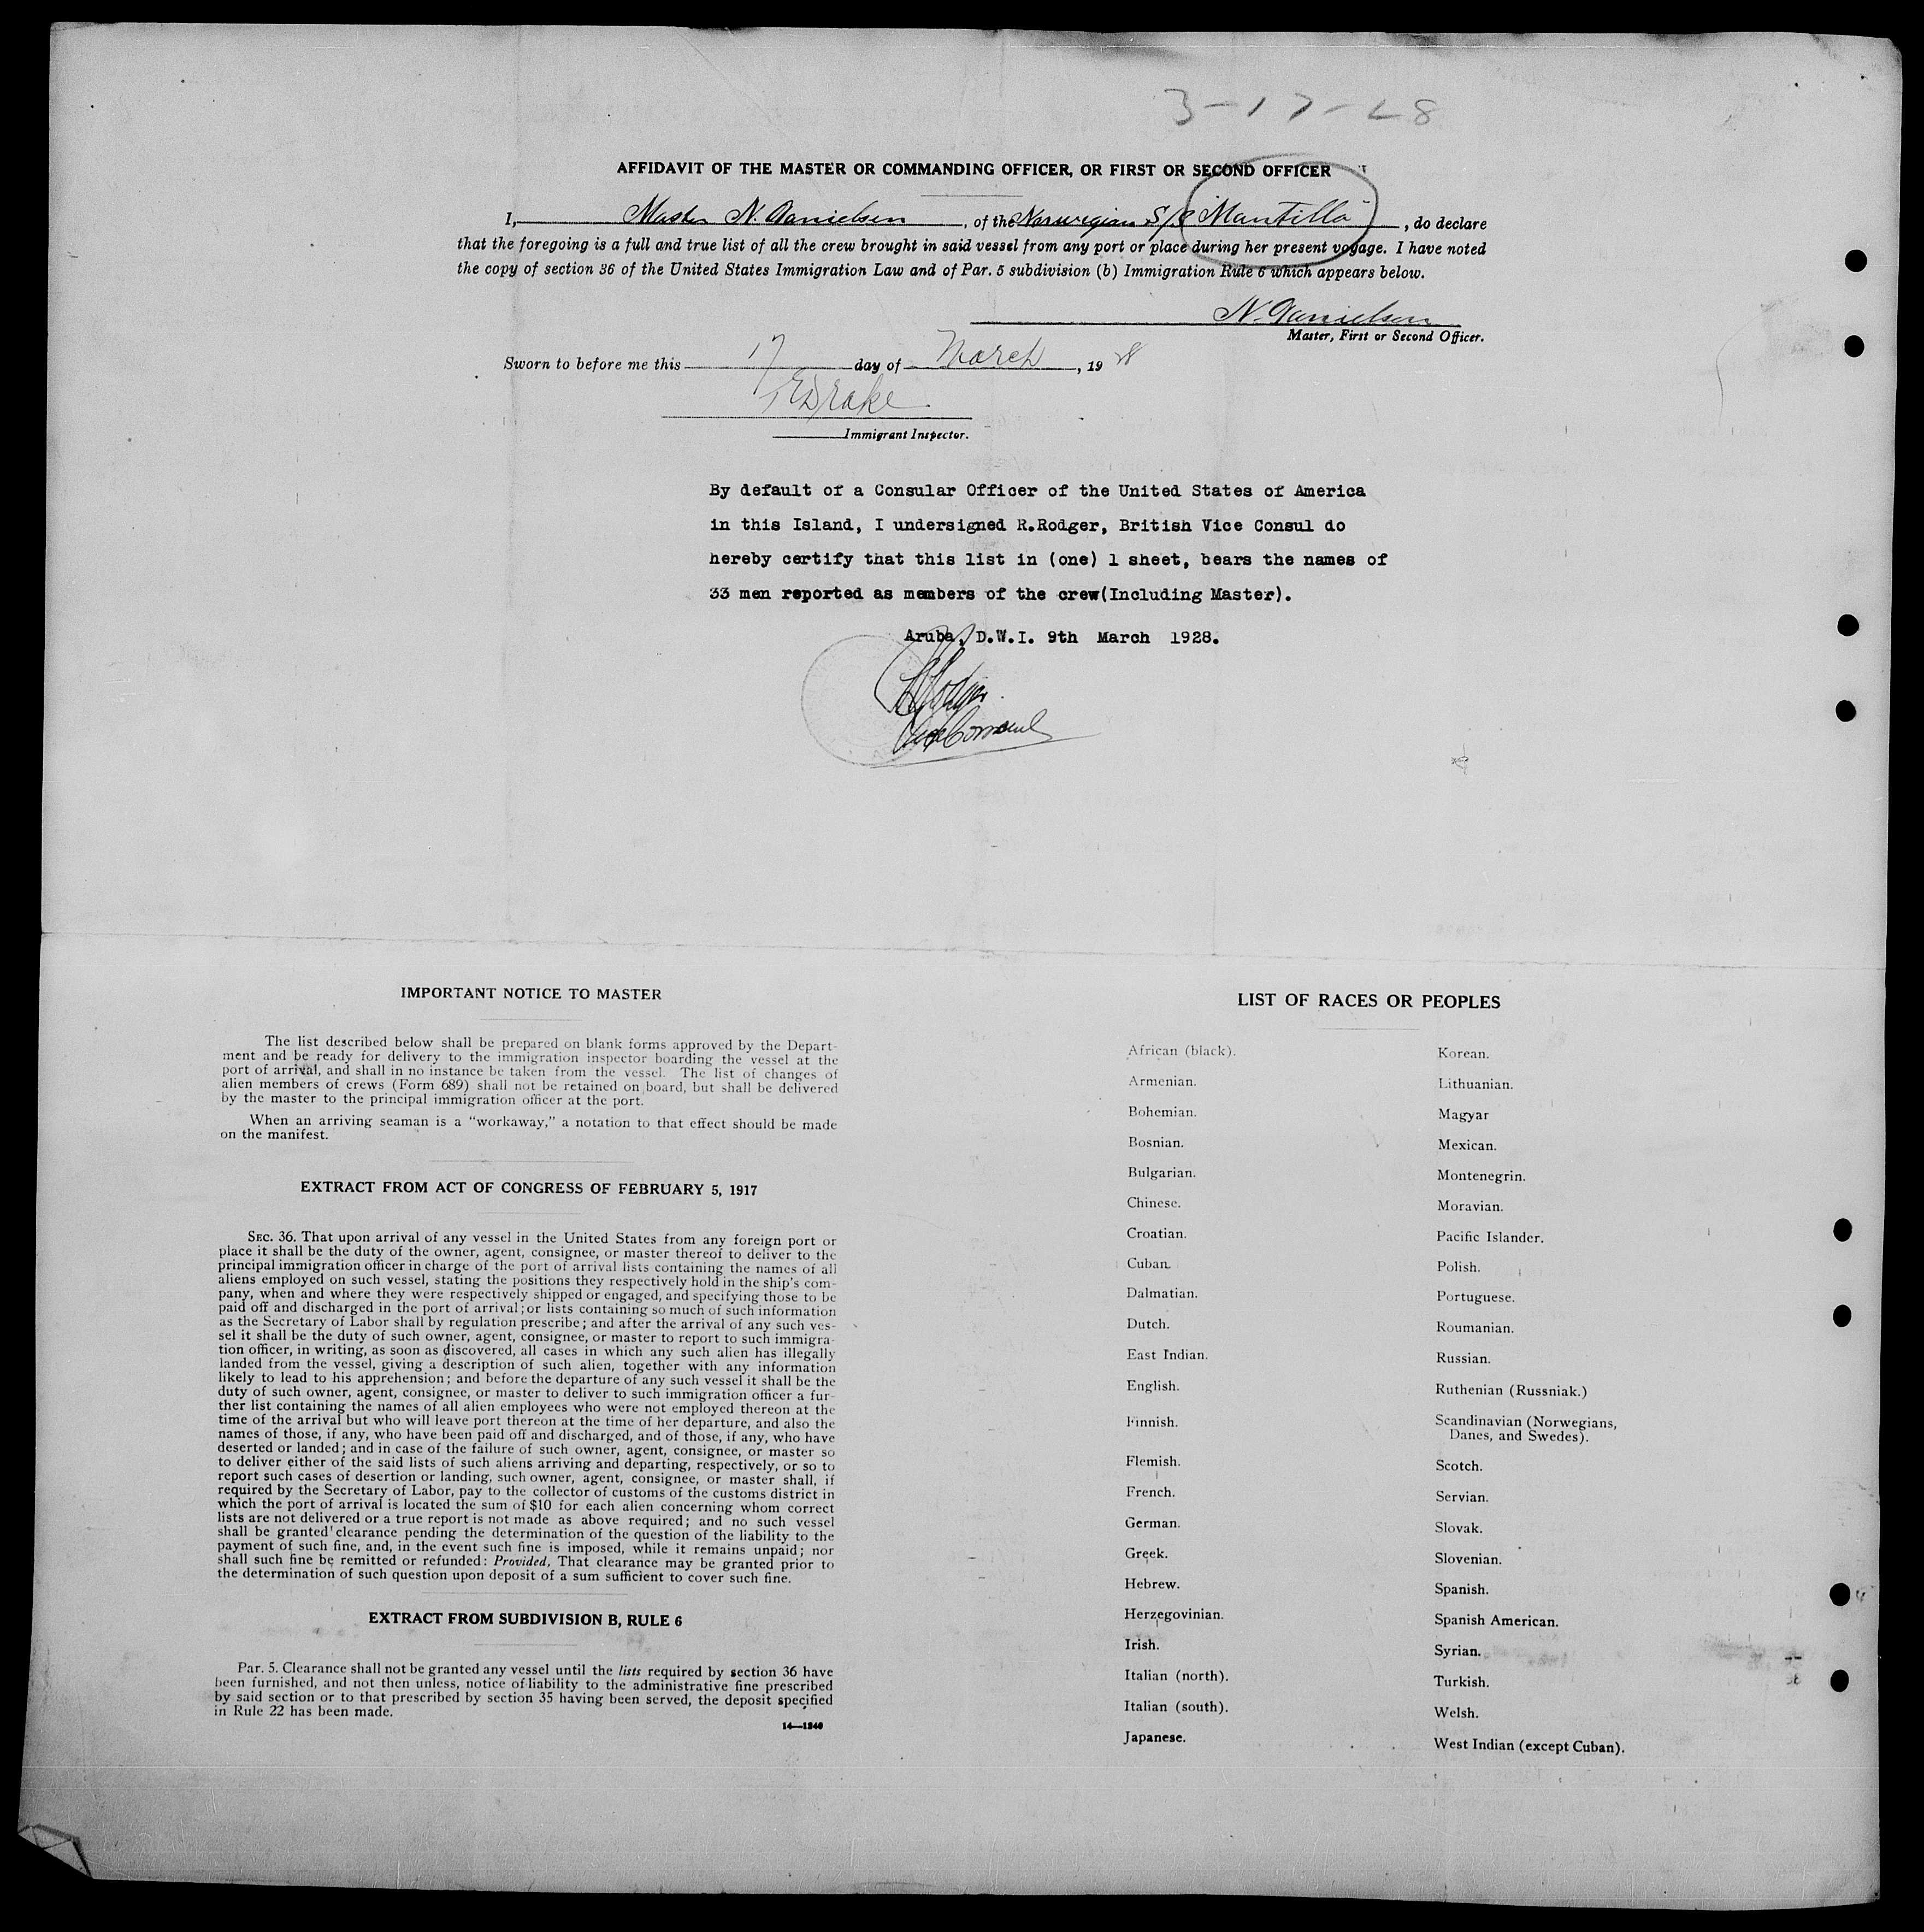 3-17-28
AFFIDAVIT OF THE MASTER OR COMMANDING OFFICER, OR FIRST OR SECOND OFFICER
I, Master N. Danielsen, of the Norwegian S/S "Mantilla", do declare
that the foregoing is a full and true list of all the crew brought in said vessel from any port or place during her present voyage. I have noted
the copy of section 36 of the United States Immigration Law and of Par. 5 subdivision (b) Immigration Rule 6 which appears below.
N. Danielsen
Master, First or Second Officer.
Sworn to before me this 17 day of March, 1928
Drake
Immigrant Inspector.
By default of a Consular Officer of the United States of America
in this Island, I undersigned R.Rodger, British Vice Consul do
hereby certify that this list in (one) 1 sheet, bears the names of
33 men reported as members of the crew(Including Master).
Aruba, D.W.I. 9th March 1928.
R Rodger
Vice Consul
IMPORTANT NOTICE TO MASTER
The list described below shall be prepared on blank forms approved by the Depart-
ment and be ready for delivery to the immigration inspector boarding the vessel at the
port of arrival, and shall in no instance be taken from the vessel. The list of changes of
alien members of crews (Form 689) shall not be retained on board, but shall be delivered
by the master to the principal immigration officer at the port.
When an arriving seaman is a "workaway," a notation to that effect should be made
on the manifest.
EXTRACT FROM ACT OF CONGRESS OF FEBRUARY 5, 1917
SEC. 36. That upon arrival of any vessel in the United States from any foreign port or
place it shall be the duty of the owner, agent, consignee, or master thereof to deliver to the
principal immigration officer in charge of the port of arrival lists containing the names of all
aliens employed on such vessel, stating the positions they respectively hold in the ship's com-
pany, when and where they were respectively shipped or engaged, and specifying those to be
paid off and discharged in the port of arrival; or lists containing so much of such information
as the Secretary of Labor shall by regulation prescribe; and after the arrival of any such ves-
sel it shall be the duty of such owner, agent, consignee, or master to report to such immigra-
tion officer, in writing, as soon as discovered, all cases in which any such alien has illegally
landed from the vessel, giving a description of such alien, together with any information
likely to lead to his apprehension; and before the departure of any such vessel it shall be the
duty of such owner, agent, consignee, or master to deliver to such immigration officer a fur-
ther list containing the names of all alien employees who were not employed thereon at the
time of the arrival but who will leave port thereon at the time of her departure, and also the
names of those, if any, who have been paid off and discharged, and of those, if any, who have
deserted or landed; and in case of the failure of such owner, agent, consignee, or master so
to deliver either of the said lists of such aliens arriving and departing, respectively, or so to
report such cases of desertion or landing, such owner, agent, consignee, or master shall, if
required by the Secretary of Labor, pay to the collector of customs of the customs district in
which the port of arrival is located the sum of $10 for each alien concerning whom correct
lists are not delivered or a true report is not made as above required; and no such vessel
shall be granted clearance pending the determination of the question of the liability to the
payment of such fine, and, in the event such fine is imposed, while it remains unpaid; nor
shall such fine be remitted or refunded: Provided, That clearance may be granted prior to
the determination of such question upon deposit of a sum sufficient to cover such fine.
EXTRACT FROM SUBDIVISION B, RULE 6
Par. 5. Clearance shall not be granted any vessel until the lists required by section 36 have
been furnished, and not then unless, notice of liability to the administrative fine prescribed
by said section or to that prescribed by section 35 having been served, the deposit specified
in Rule 22 has been made.
14—1240
LIST OF RACES OR PEOPLES
African (black).
Armenian.
Bohemian.
Bosnian.
Bulgarian.
Chinese.
Croatian.
Cuban.
Dalmatian.
Dutch.
East Indian.
English.
Finnish.
Flemish.
French.
German.
Greek.
Hebrew.
Herzegovinian.
Irish.
Italian (north).
Italian (south).
Japanese.
Korean.
Lithuanian.
Magyar
Mexican.
Montenegrin.
Moravian.
Pacific Islander.
Polish.
Portuguese.
Roumanian.
Russian.
Ruthenian (Russniak.)
Scandinavian (Norwegians,
Danes, and Swedes).
Scotch.
Servian.
Slovak.
Slovenian.
Spanish.
Spanish American.
Syrian.
Turkish.
Welsh.
West Indian (except Cuban).